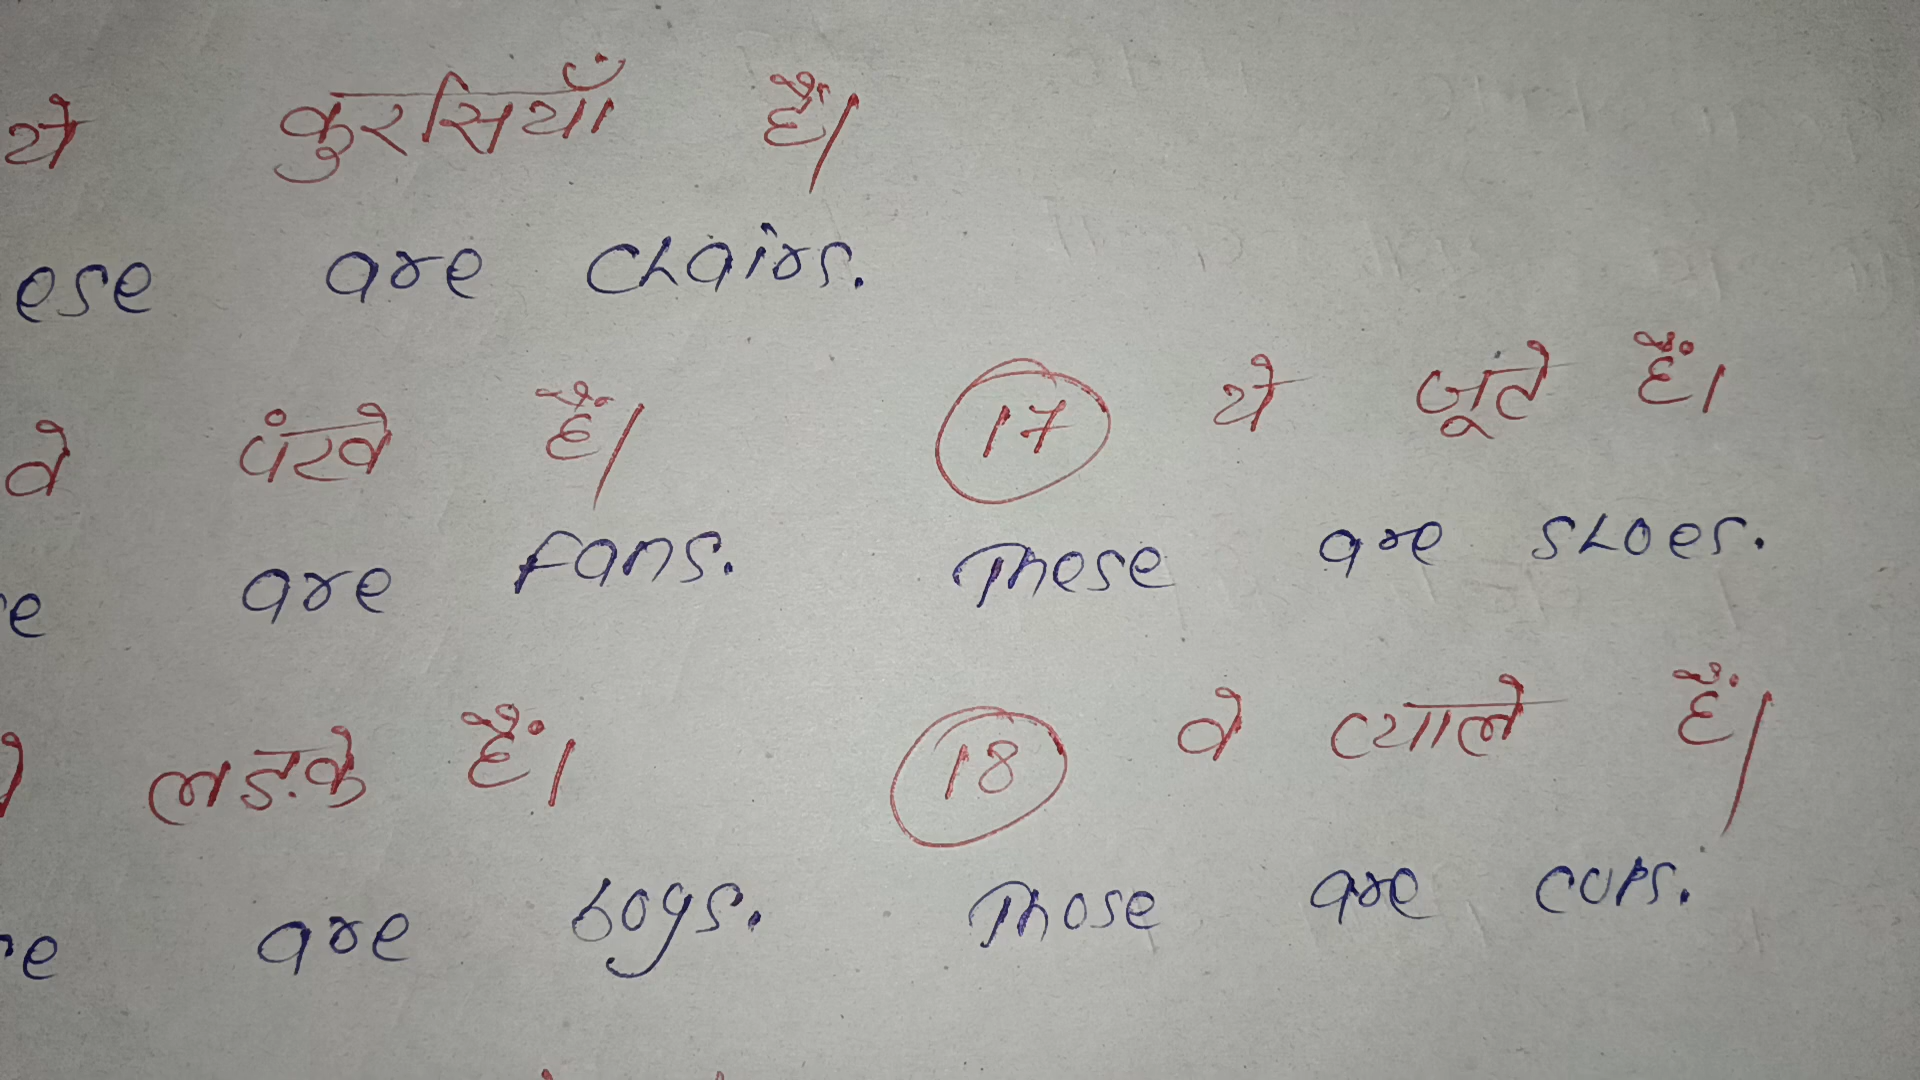 ये कुरसियाँ हैं।
ese are chairs.
वे पंखे हैं।
e are fans.
17 ये जूते हैं।
These are shoes.
लड़के हैं।
e are boys.
18 वे प्याले हैं।
Those are cups.